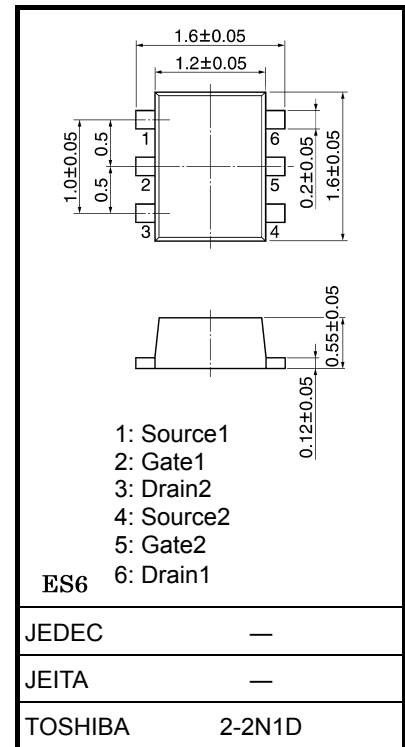 1.6±0.05
1.2±0.05
1.0±0.05
0.5
0.5
1
2
3
6
5
4
0.2±0.05
1.6±0.05
0.55±0.05
0.12±0.05
1: Source1
2: Gate1
3: Drain2
4: Source2
5: Gate2
6: Drain1
ES6
JEDEC —
JEITA —
TOSHIBA 2-2N1D